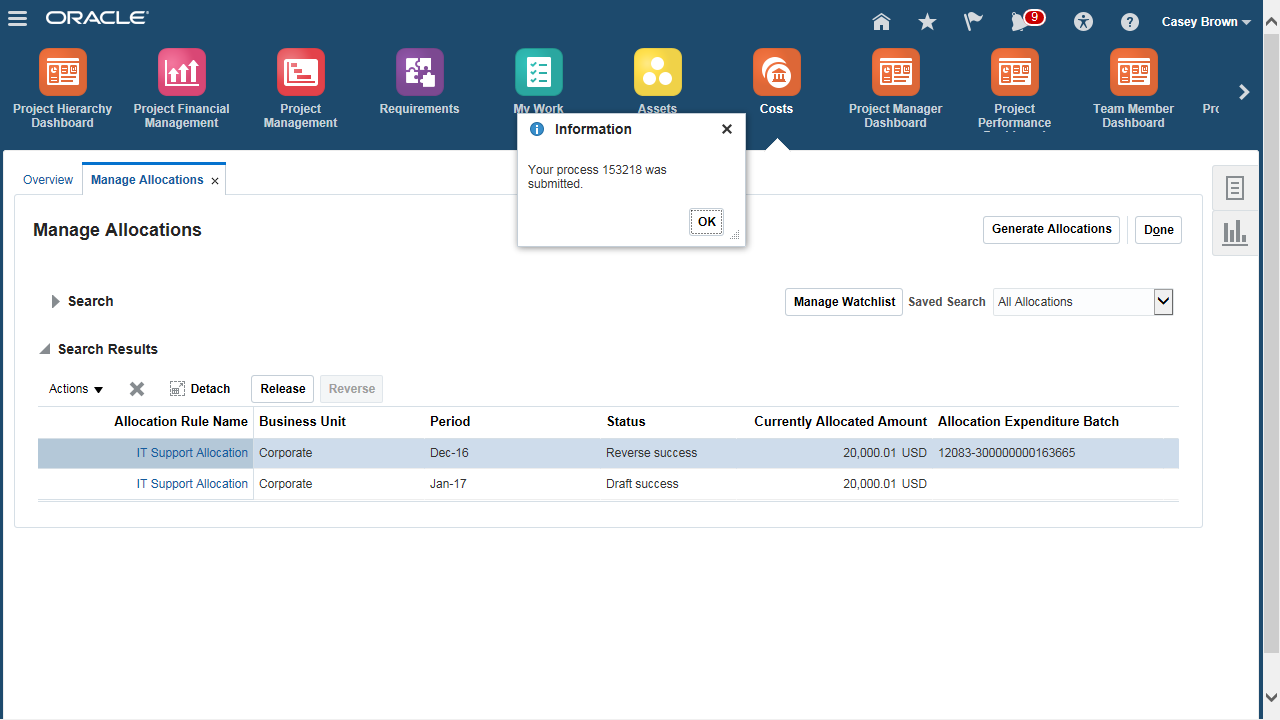 ORACLE
9
Casey Brown
Project Hierarchy
Dashboard
Project Financial
Management
Project
Management
Requirements
My Work
Assets
Costs
Project Manager
Dashboard
Project
Performance
Team Member
Dashboard
Information
Your process 153218 was
submitted.
OK
Overview
Manage Allocations
Manage Allocations
Generate Allocations
Done
Search
Manage Watchlist
Saved Search
All Allocations
Search Results
Actions
Detach
Release
Reverse
Allocation Rule Name Business Unit Period Status Currently Allocated Amount Allocation Expenditure Batch
IT Support Allocation Corporate Dec-16 Reverse success 20,000.01 USD 12083-300000000163665
IT Support Allocation Corporate Jan-17 Draft success 20,000.01 USD